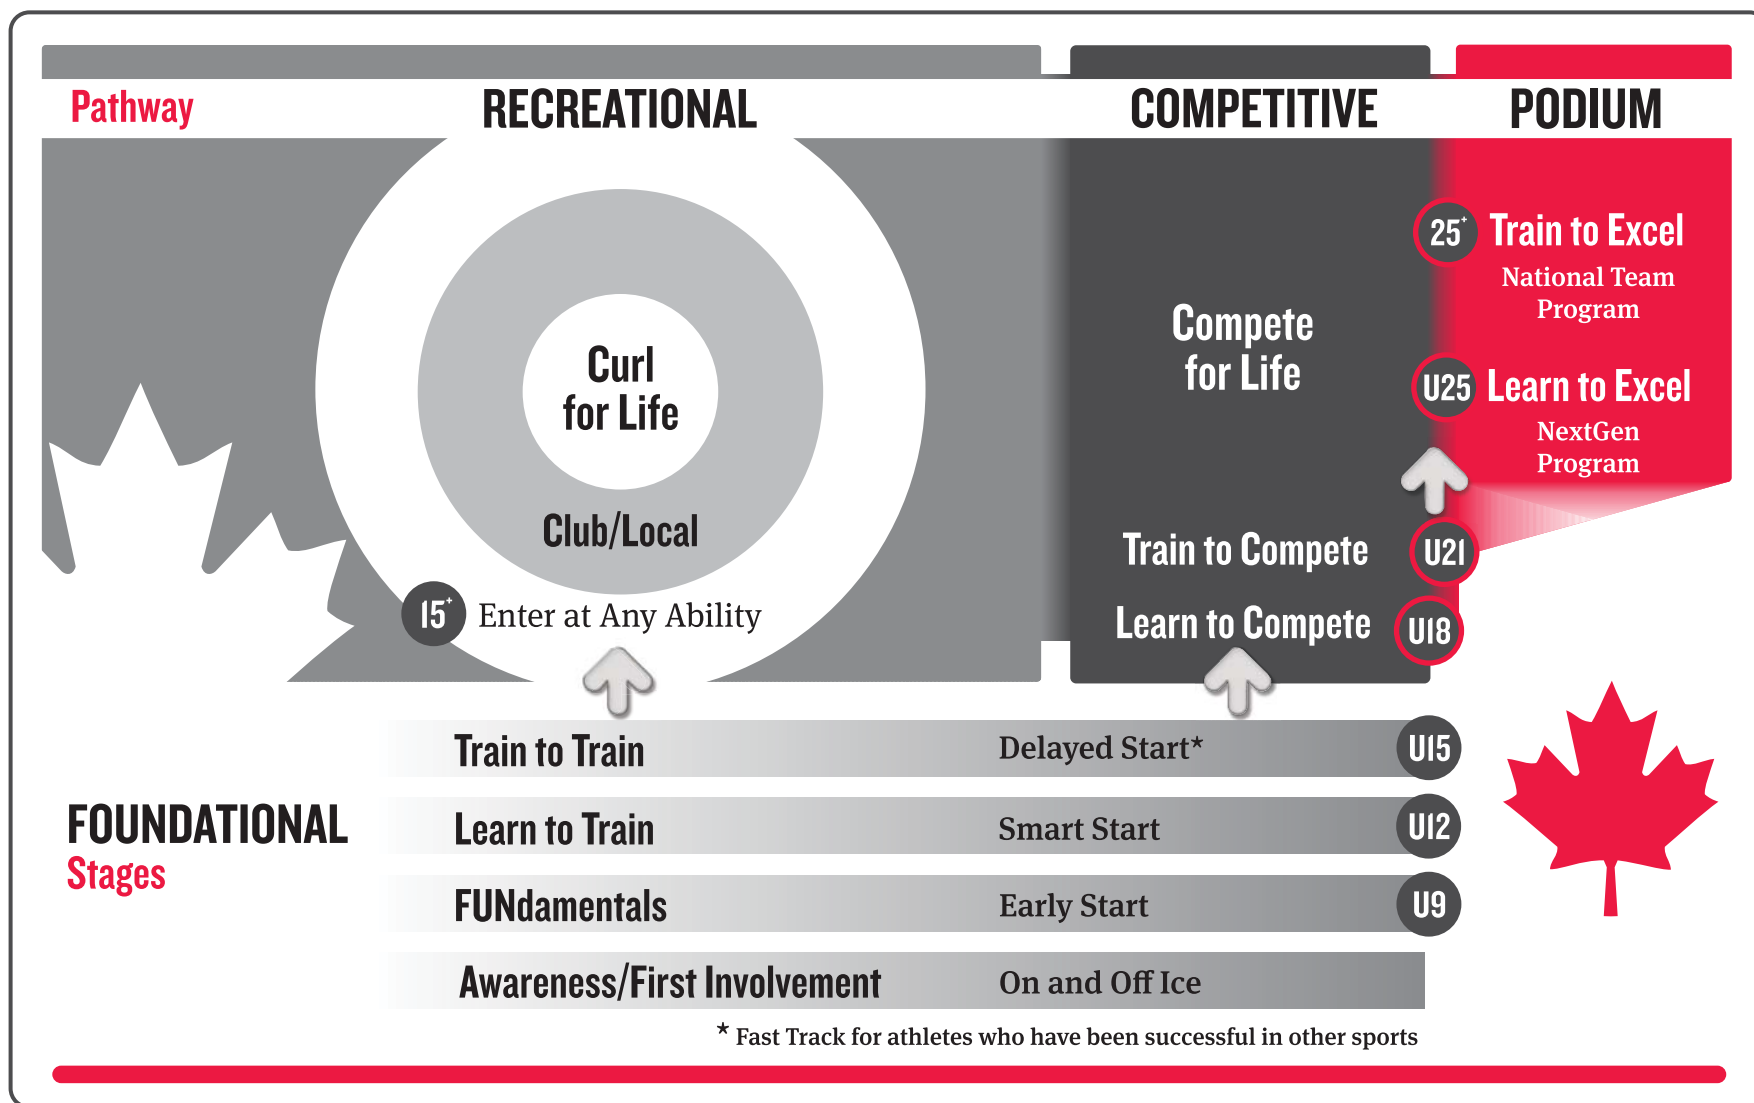 Pathway
RECREATIONAL
COMPETITIVE
PODIUM
Curl
for Life
Club/Local
15+ Enter at Any Ability
Compete
for Life
Train to Compete U21
Learn to Compete U18
25+ Train to Excel
National Team
Program
U25 Learn to Excel
NextGen
Program
FOUNDATIONAL
Stages
Train to Train Delayed Start* U15
Learn to Train Smart Start U12
FUNdamentals Early Start U9
Awareness/First Involvement On and Off Ice
* Fast Track for athletes who have been successful in other sports